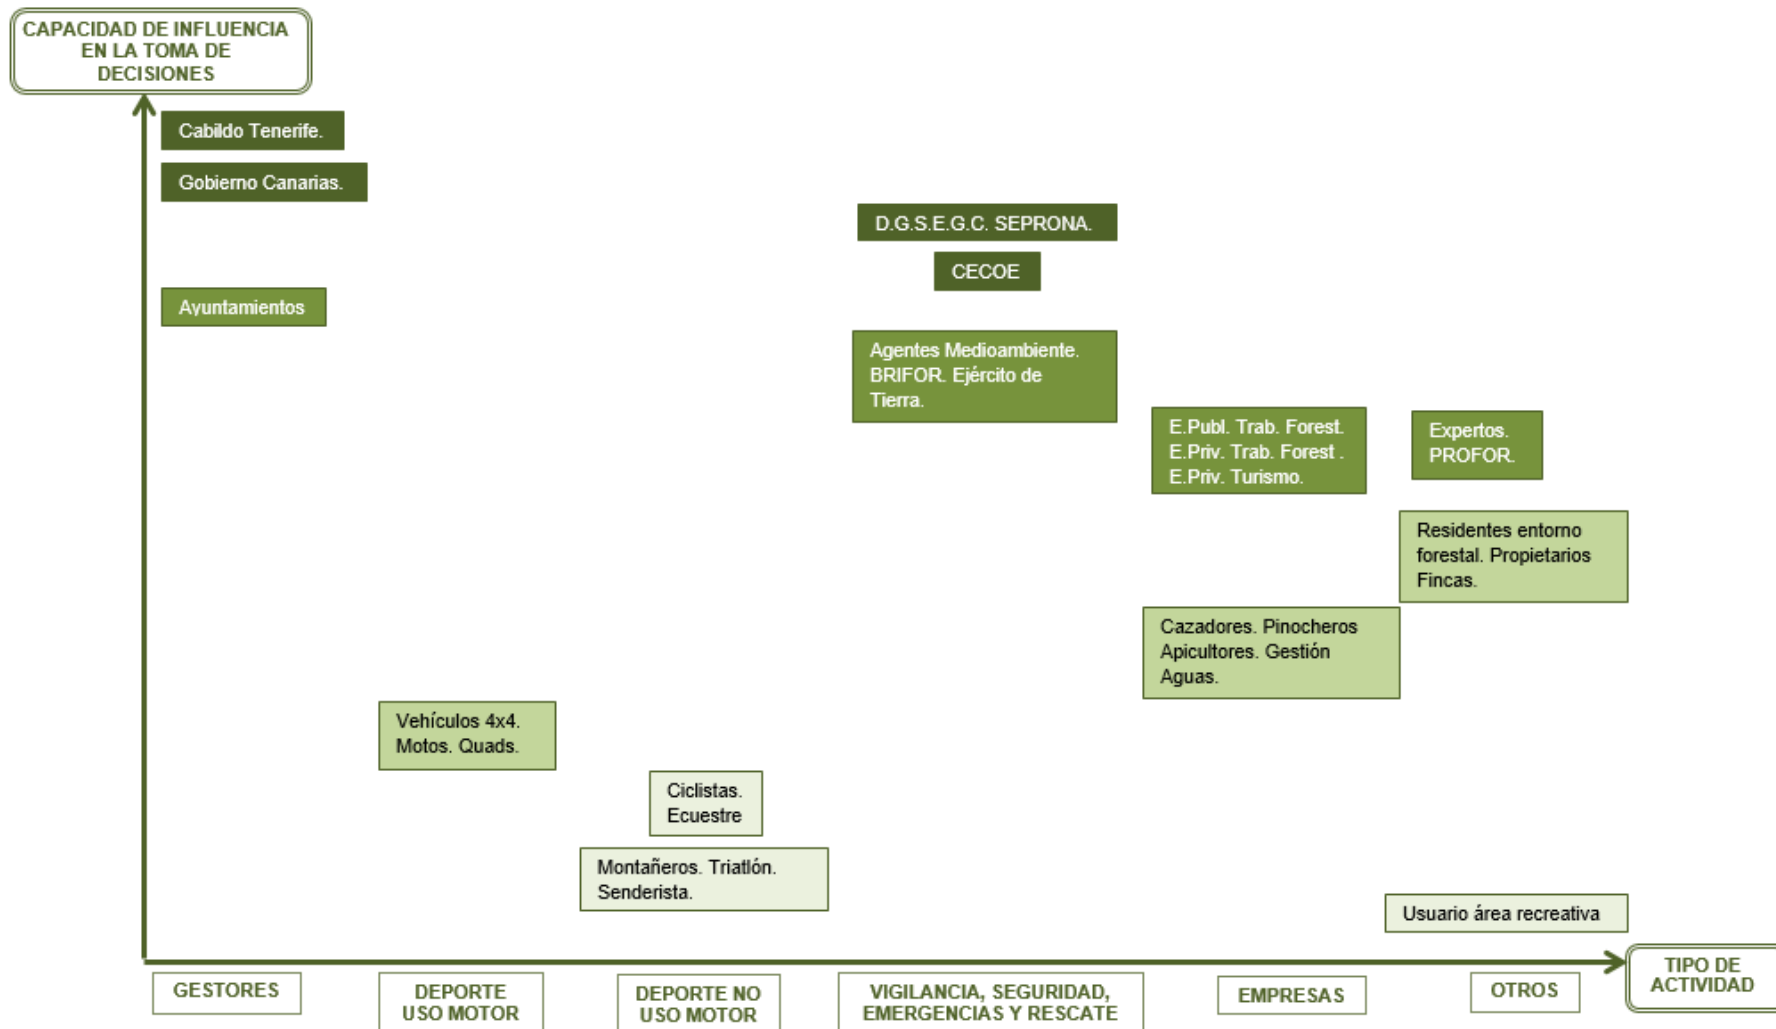 CAPACIDAD DE INFLUENCIA
EN LA TOMA DE
DECISIONES
Cabildo Tenerife.
Gobierno Canarias.
D.G.S.E.G.C. SEPRONA.
CECOE
Ayuntamientos
Agentes Medioambiente.
BRIFOR. Ejército de
Tierra.
E.Publ. Trab. Forest.
E.Priv. Trab. Forest .
E.Priv. Turismo.
Expertos.
PROFOR.
Residentes entorno
forestal. Propietarios
Fincas.
Cazadores. Pinocheros
Apicultores. Gestión
Aguas.
Vehículos 4x4.
Motos. Quads.
Ciclistas.
Ecuestre
Montañeros. Triatlón.
Senderista.
Usuario área recreativa
GESTORES
DEPORTE
USO MOTOR
DEPORTE NO
USO MOTOR
VIGILANCIA, SEGURIDAD,
EMERGENCIAS Y RESCATE
EMPRESAS
OTROS
TIPO DE
ACTIVIDAD